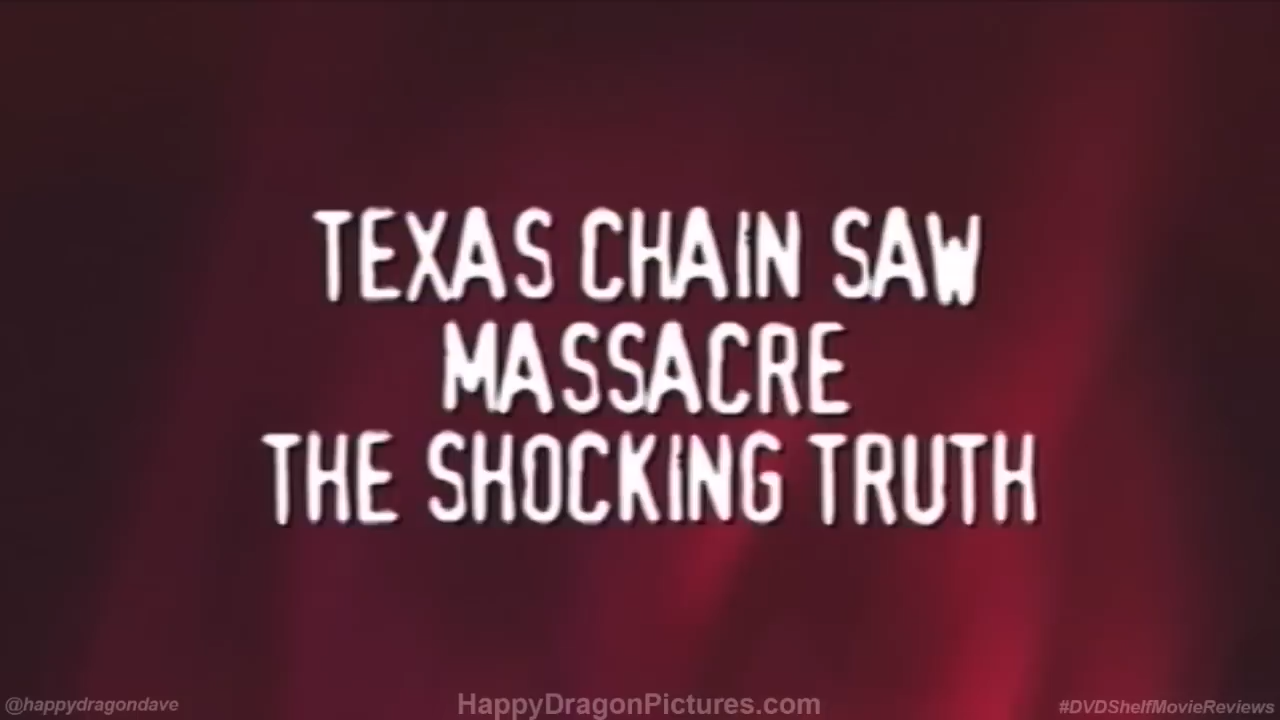 TEXAS CHAIN SAW
MASSACRE
THE SHOCKING TRUTH
@happydragondave
HappyDragonPictures.com
#DVDShelfMovieReviews